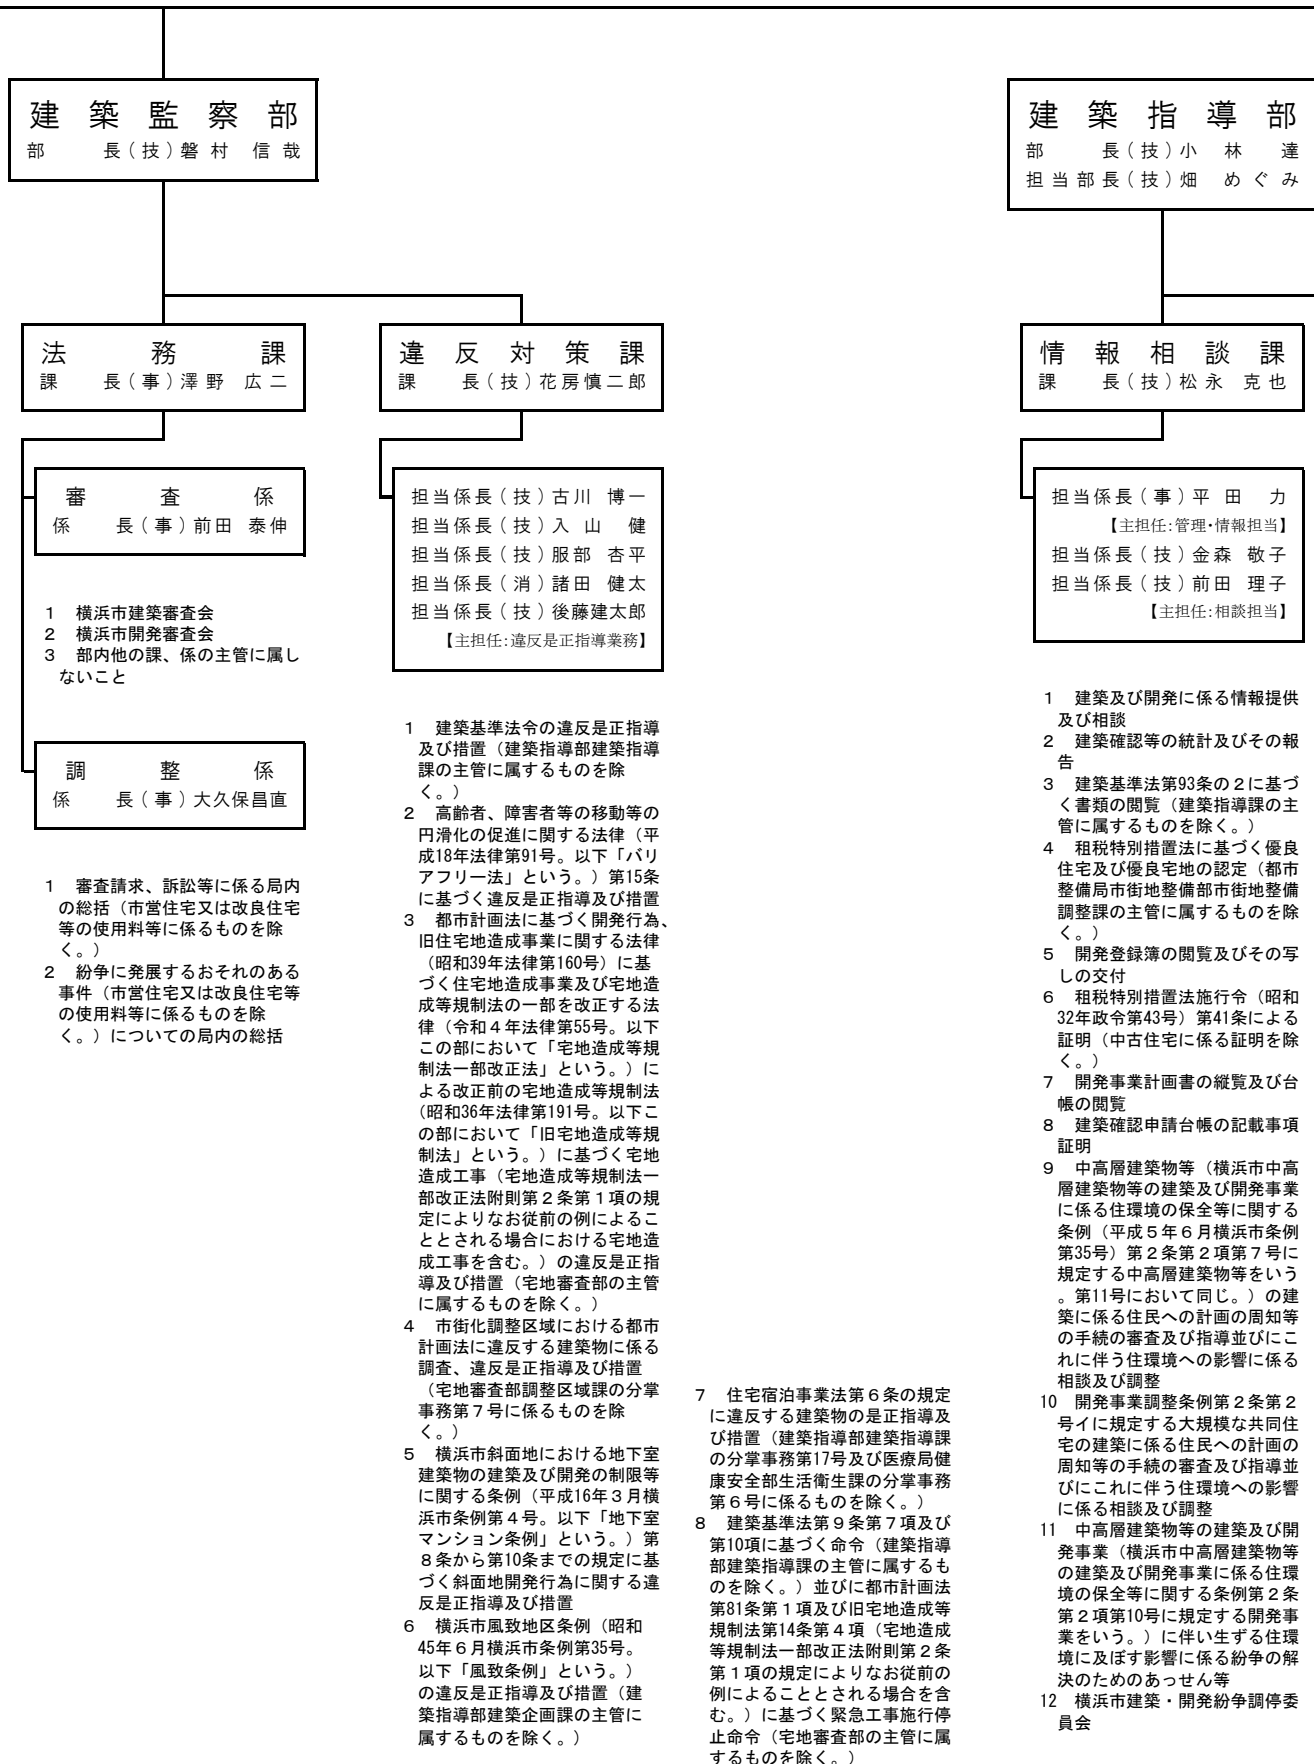 建築監察部
部　　長（技）磐村　信哉
法務課
課　　長（事）澤野　広二
審査係
係　　長（事）前田　泰伸
１　横浜市建築審査会
２　横浜市開発審査会
３　部内他の課、係の主管に属し
ないこと
調整係
係　　長（事）大久保昌直
１　審査請求、訴訟等に係る局内
の総括（市営住宅又は改良住宅
等の使用料等に係るものを除
く。）
２　紛争に発展するおそれのある
事件（市営住宅又は改良住宅等
の使用料等に係るものを除
く。）についての局内の総括
違反対策課
課　　長（技）花房慎二郎
担当係長（技）古川　博一
担当係長（技）入山　健
担当係長（技）服部　杏平
担当係長（消）諸田　健太
担当係長（技）後藤建太郎
【主担任:違反是正指導業務】
１　建築基準法令の違反是正指導
及び措置（建築指導部建築指導
課の主管に属するものを除
く。）
２　高齢者、障害者等の移動等の
円滑化の促進に関する法律（平
成18年法律第91号。以下「バリ
アフリー法」という。）第15条
に基づく違反是正指導及び措置
３　都市計画法に基づく開発行為、
旧住宅地造成事業に関する法律
（昭和39年法律第160号）に基
づく住宅地造成事業及び宅地造
成等規制法の一部を改正する法
律（令和４年法律第55号。以下
この部において「宅地造成等規
制法一部改正法」という。）に
よる改正前の宅地造成等規制法
（昭和36年法律第191号。以下こ
の部において「旧宅地造成等規
制法」という。）に基づく宅地
造成工事（宅地造成等規制法一
部改正法附則第２条第１項の規
定によりなお従前の例によるこ
ととされる場合における宅地造
成工事を含む。）の違反是正指
導及び措置（宅地審査部の主管
に属するものを除く。）
４　市街化調整区域における都市
計画法に違反する建築物に係る
調査、違反是正指導及び措置
（宅地審査部調整区域課の分掌
事務第７号に係るものを除
く。）
５　横浜市斜面地における地下室
建築物の建築及び開発の制限等
に関する条例（平成16年３月横
浜市条例第４号。以下「地下室
マンション条例」という。）第
８条から第10条までの規定に基
づく斜面地開発行為に関する違
反是正指導及び措置
６　横浜市風致地区条例（昭和
45年６月横浜市条例第35号。
以下「風致条例」という。）
の違反是正指導及び措置（建
築指導部建築企画課の主管に
属するものを除く。）
７　住宅宿泊事業法第６条の規定
に違反する建築物の是正指導及
び措置（建築指導部建築指導課
の分掌事務第17号及び医療局健
康安全部生活衛生課の分掌事務
第６号に係るものを除く。）
８　建築基準法第９条第７項及び
第10項に基づく命令（建築指導
部建築指導課の主管に属するも
のを除く。）並びに都市計画法
第81条第１項及び旧宅地造成等
規制法第14条第４項（宅地造成
等規制法一部改正法附則第２条
第１項の規定によりなお従前の
例によることとされる場合を含
む。）に基づく緊急工事施行停
止命令（宅地審査部の主管に属
するものを除く。）
建築指導部
部　　長（技）小林　達
担当部長（技）畑　めぐみ
情報相談課
課　　長（技）松永　克也
担当係長（事）平田　力
【主担任:管理・情報担当】
担当係長（技）金森　敬子
担当係長（技）前田　理子
【主担任:相談担当】
１　建築及び開発に係る情報提供
及び相談
２　建築確認等の統計及びその報
告
３　建築基準法第93条の２に基づ
く書類の閲覧（建築指導課の主
管に属するものを除く。）
４　租税特別措置法に基づく優良
住宅及び優良宅地の認定（都市
整備局市街地整備部市街地整備
調整課の主管に属するものを除
く。）
５　開発登録簿の閲覧及びその写
しの交付
６　租税特別措置法施行令（昭和
32年政令第43号）第41条による
証明（中古住宅に係る証明を除
く。）
７　開発事業計画書の縦覧及び台
帳の閲覧
８　建築確認申請台帳の記載事項
証明
９　中高層建築物等（横浜市中高
層建築物等の建築及び開発事業
に係る住環境の保全等に関する
条例（平成５年６月横浜市条例
第35号）第２条第２項第７号に
規定する中高層建築物等をいう
。第11号において同じ。）の建
築に係る住民への計画の周知等
の手続の審査及び指導並びにこ
れに伴う住環境への影響に係る
相談及び調整
10　開発事業調整条例第２条第２
号イに規定する大規模な共同住
宅の建築に係る住民への計画の
周知等の手続の審査及び指導並
びにこれに伴う住環境への影響
に係る相談及び調整
11　中高層建築物等の建築及び開
発事業（横浜市中高層建築物等
の建築及び開発事業に係る住環
境の保全等に関する条例第２条
第２項第10号に規定する開発事
業をいう。）に伴い生ずる住環
境に及ぼす影響に係る紛争の解
決のためのあっせん等
12　横浜市建築・開発紛争調停委
員会